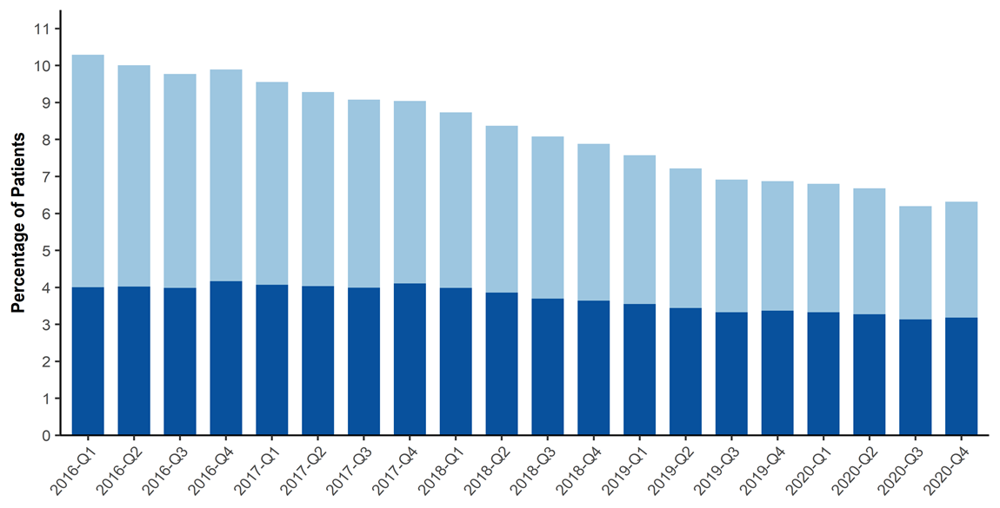 Percentage of Patients
11
10
9
8
7
6
5
4
3
2
1
0
2016-Q1
2016-Q2
2016-Q3
2016-Q4
2017-Q1
2017-Q2
2017-Q3
2017-Q4
2018-Q1
2018-Q2
2018-Q3
2018-Q4
2019-Q1
2019-Q2
2019-Q3
2019-Q4
2020-Q1
2020-Q2
2020-Q3
2020-Q4